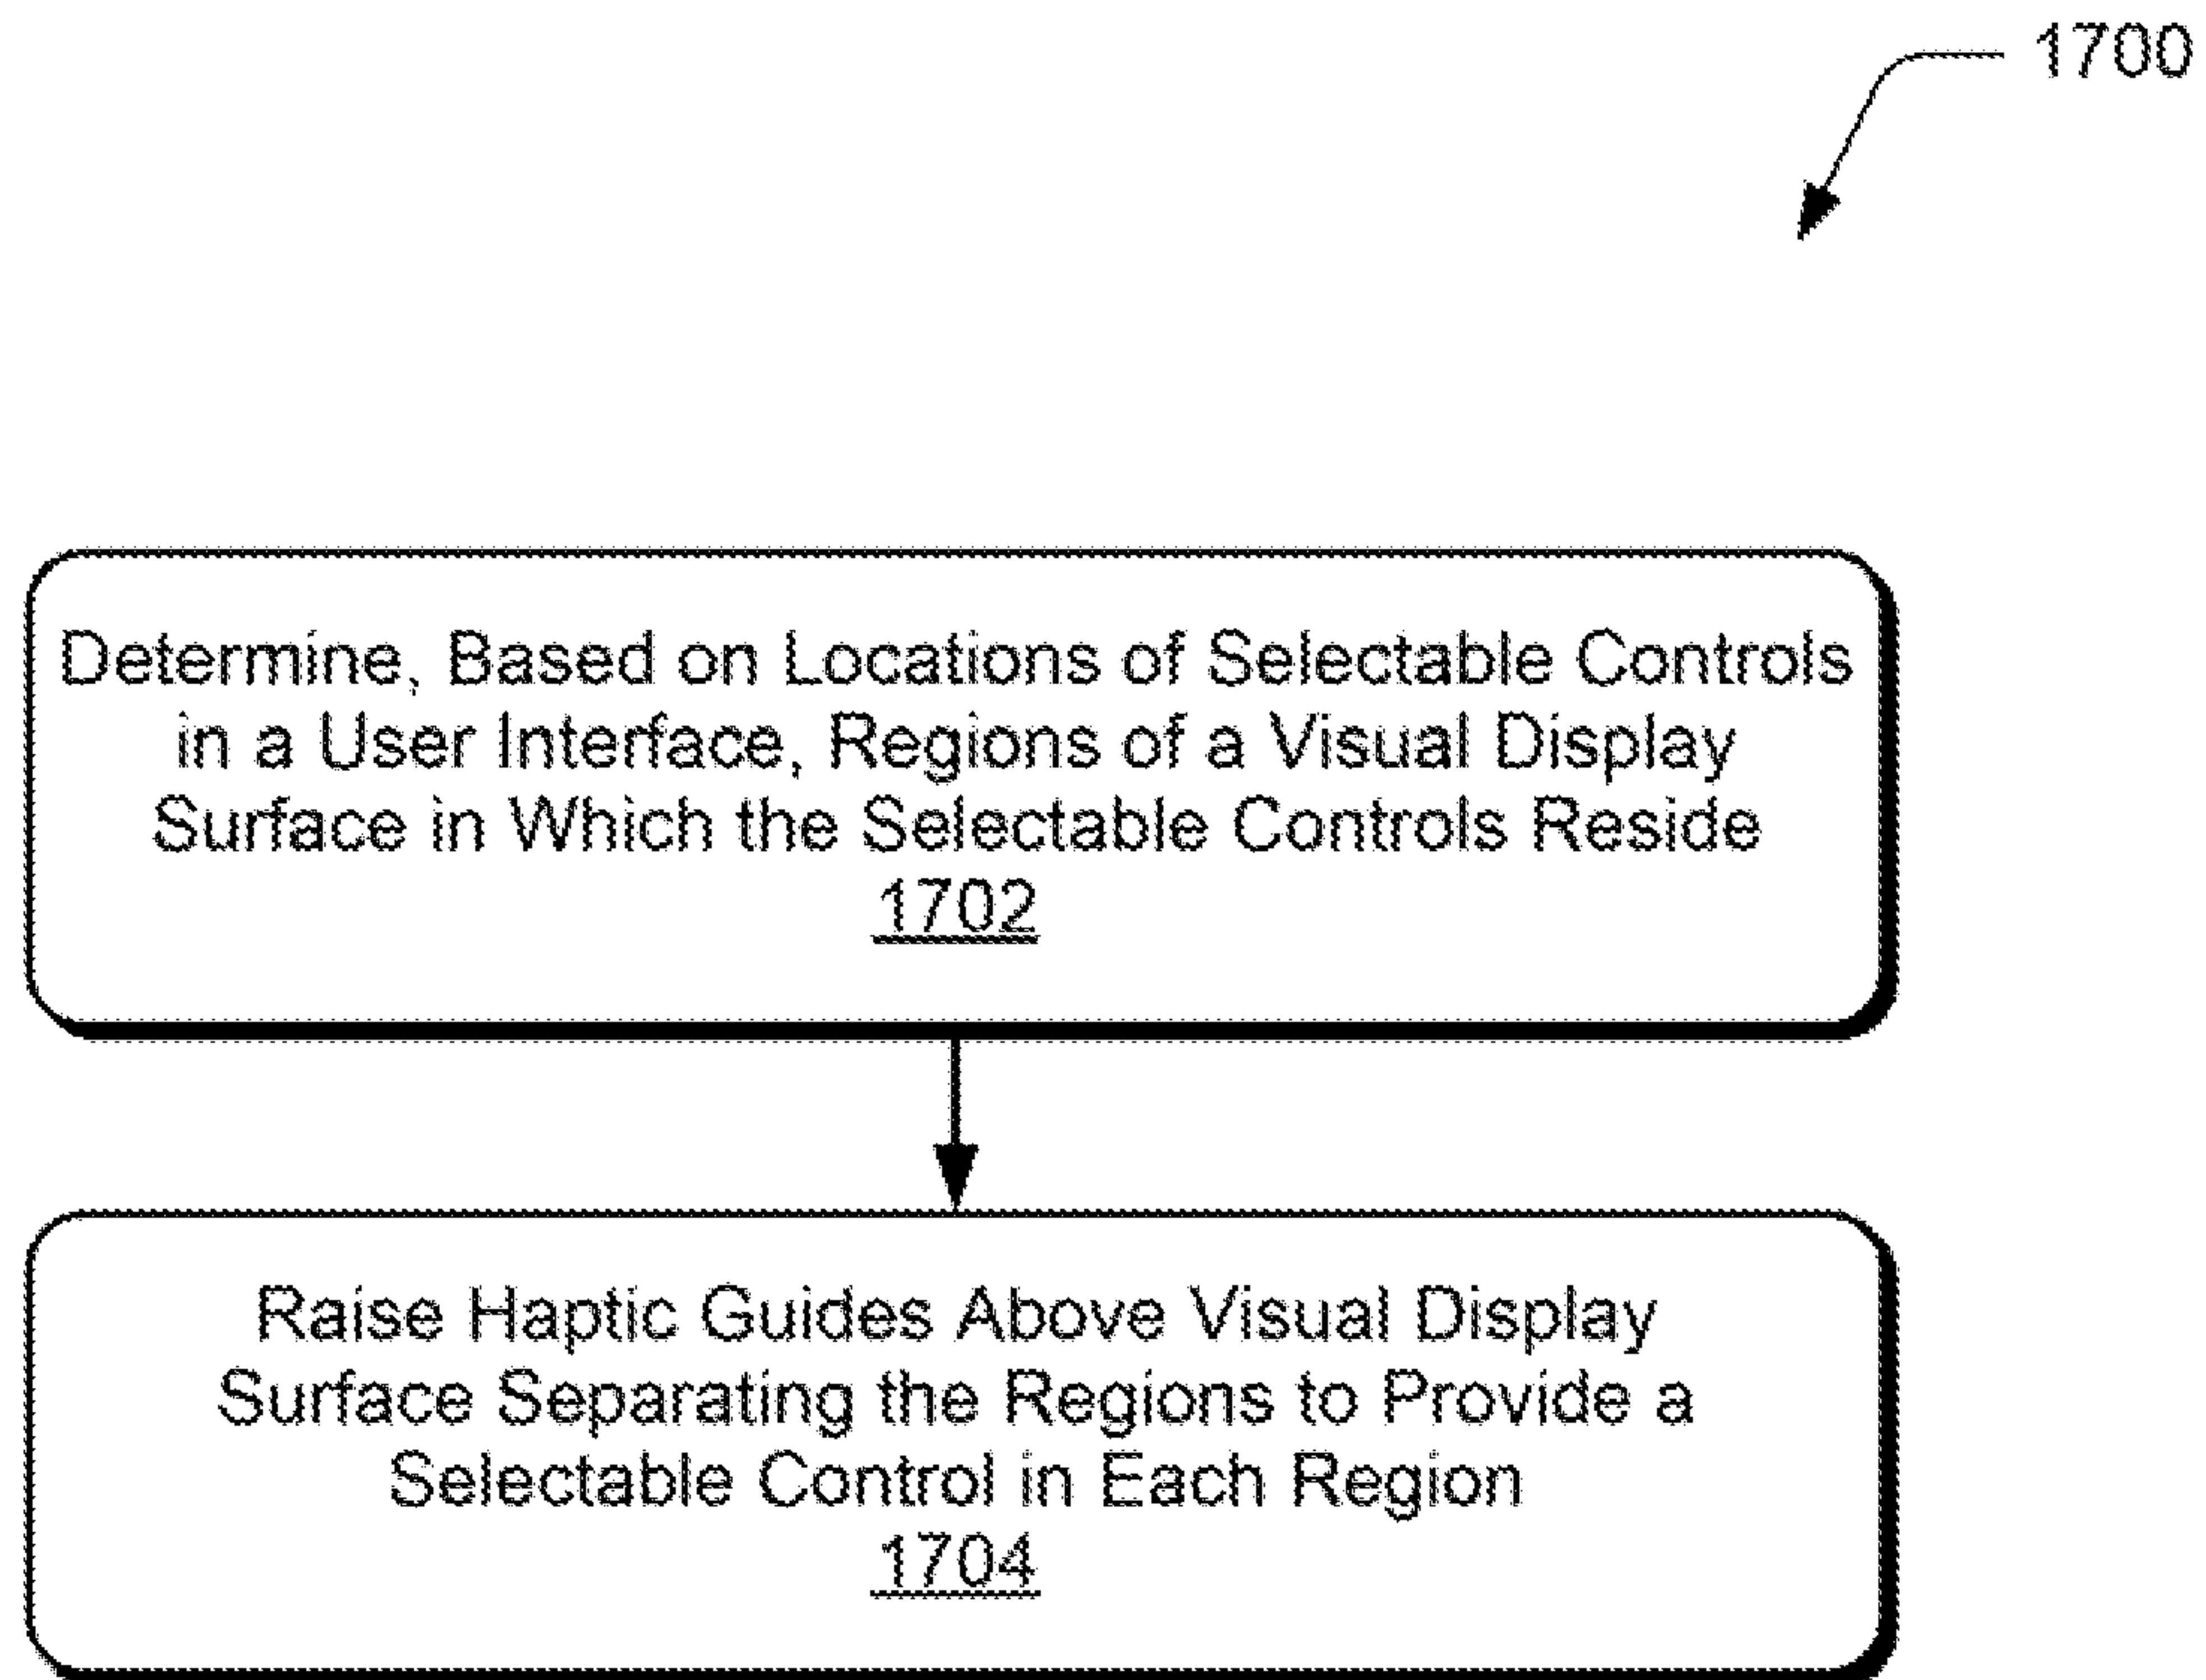 1700
Determine, Based on Locations of Selectable Controls
in a User Interface, Regions of a Visual Display
Surface in Which the Selectable Controls Reside
1702
Raise Haptic Guides Above Visual Display
Surface Separating the Regions to Provide a
Selectable Control in Each Region
1704